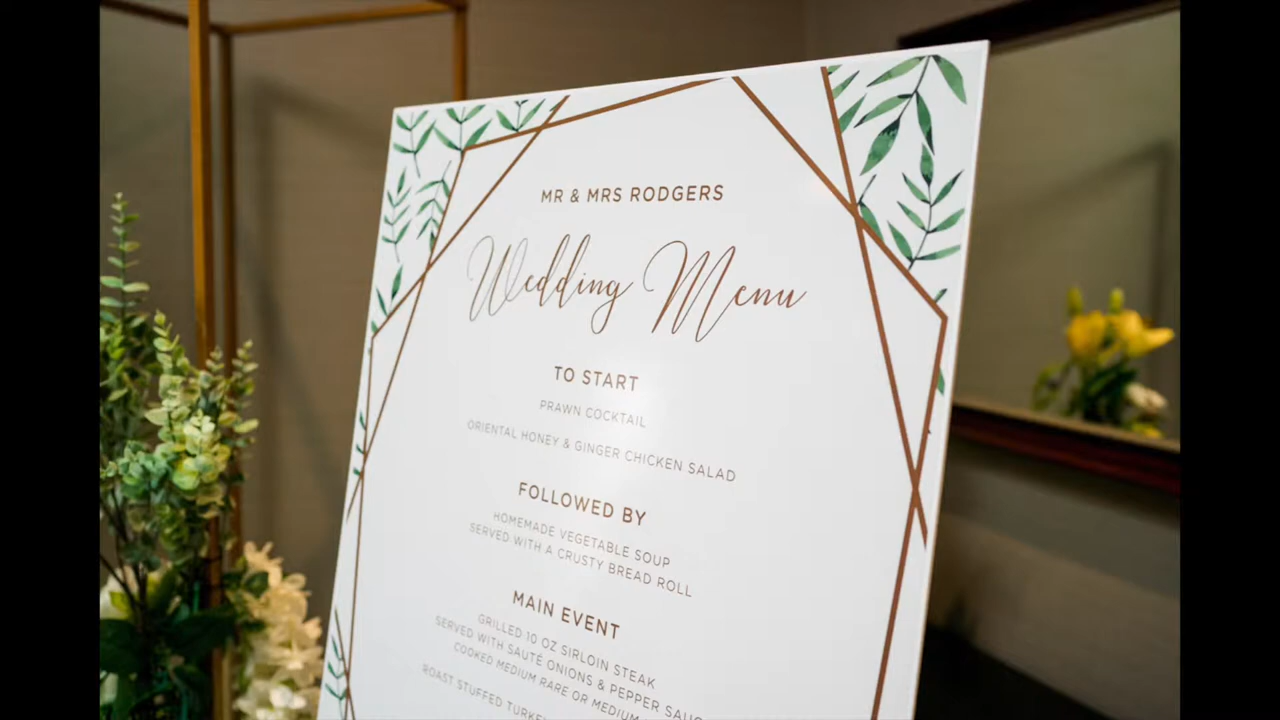 MR & MRS RODGERS
Wedding Menu
TO START
PRAWN COCKTAIL
ORIENTAL HONEY & GINGER CHICKEN SALAD
FOLLOWED BY
HOMEMADE VEGETABLE SOUP
SERVED WITH A CRUSTY BREAD ROLL
MAIN EVENT
GRILLED 10 OZ SIRLOIN STEAK
SERVED WITH SAUTÉ ONIONS & PEPPER
COOKED MEDIUM RARE OR MEDIUM
ROAST STUFFED